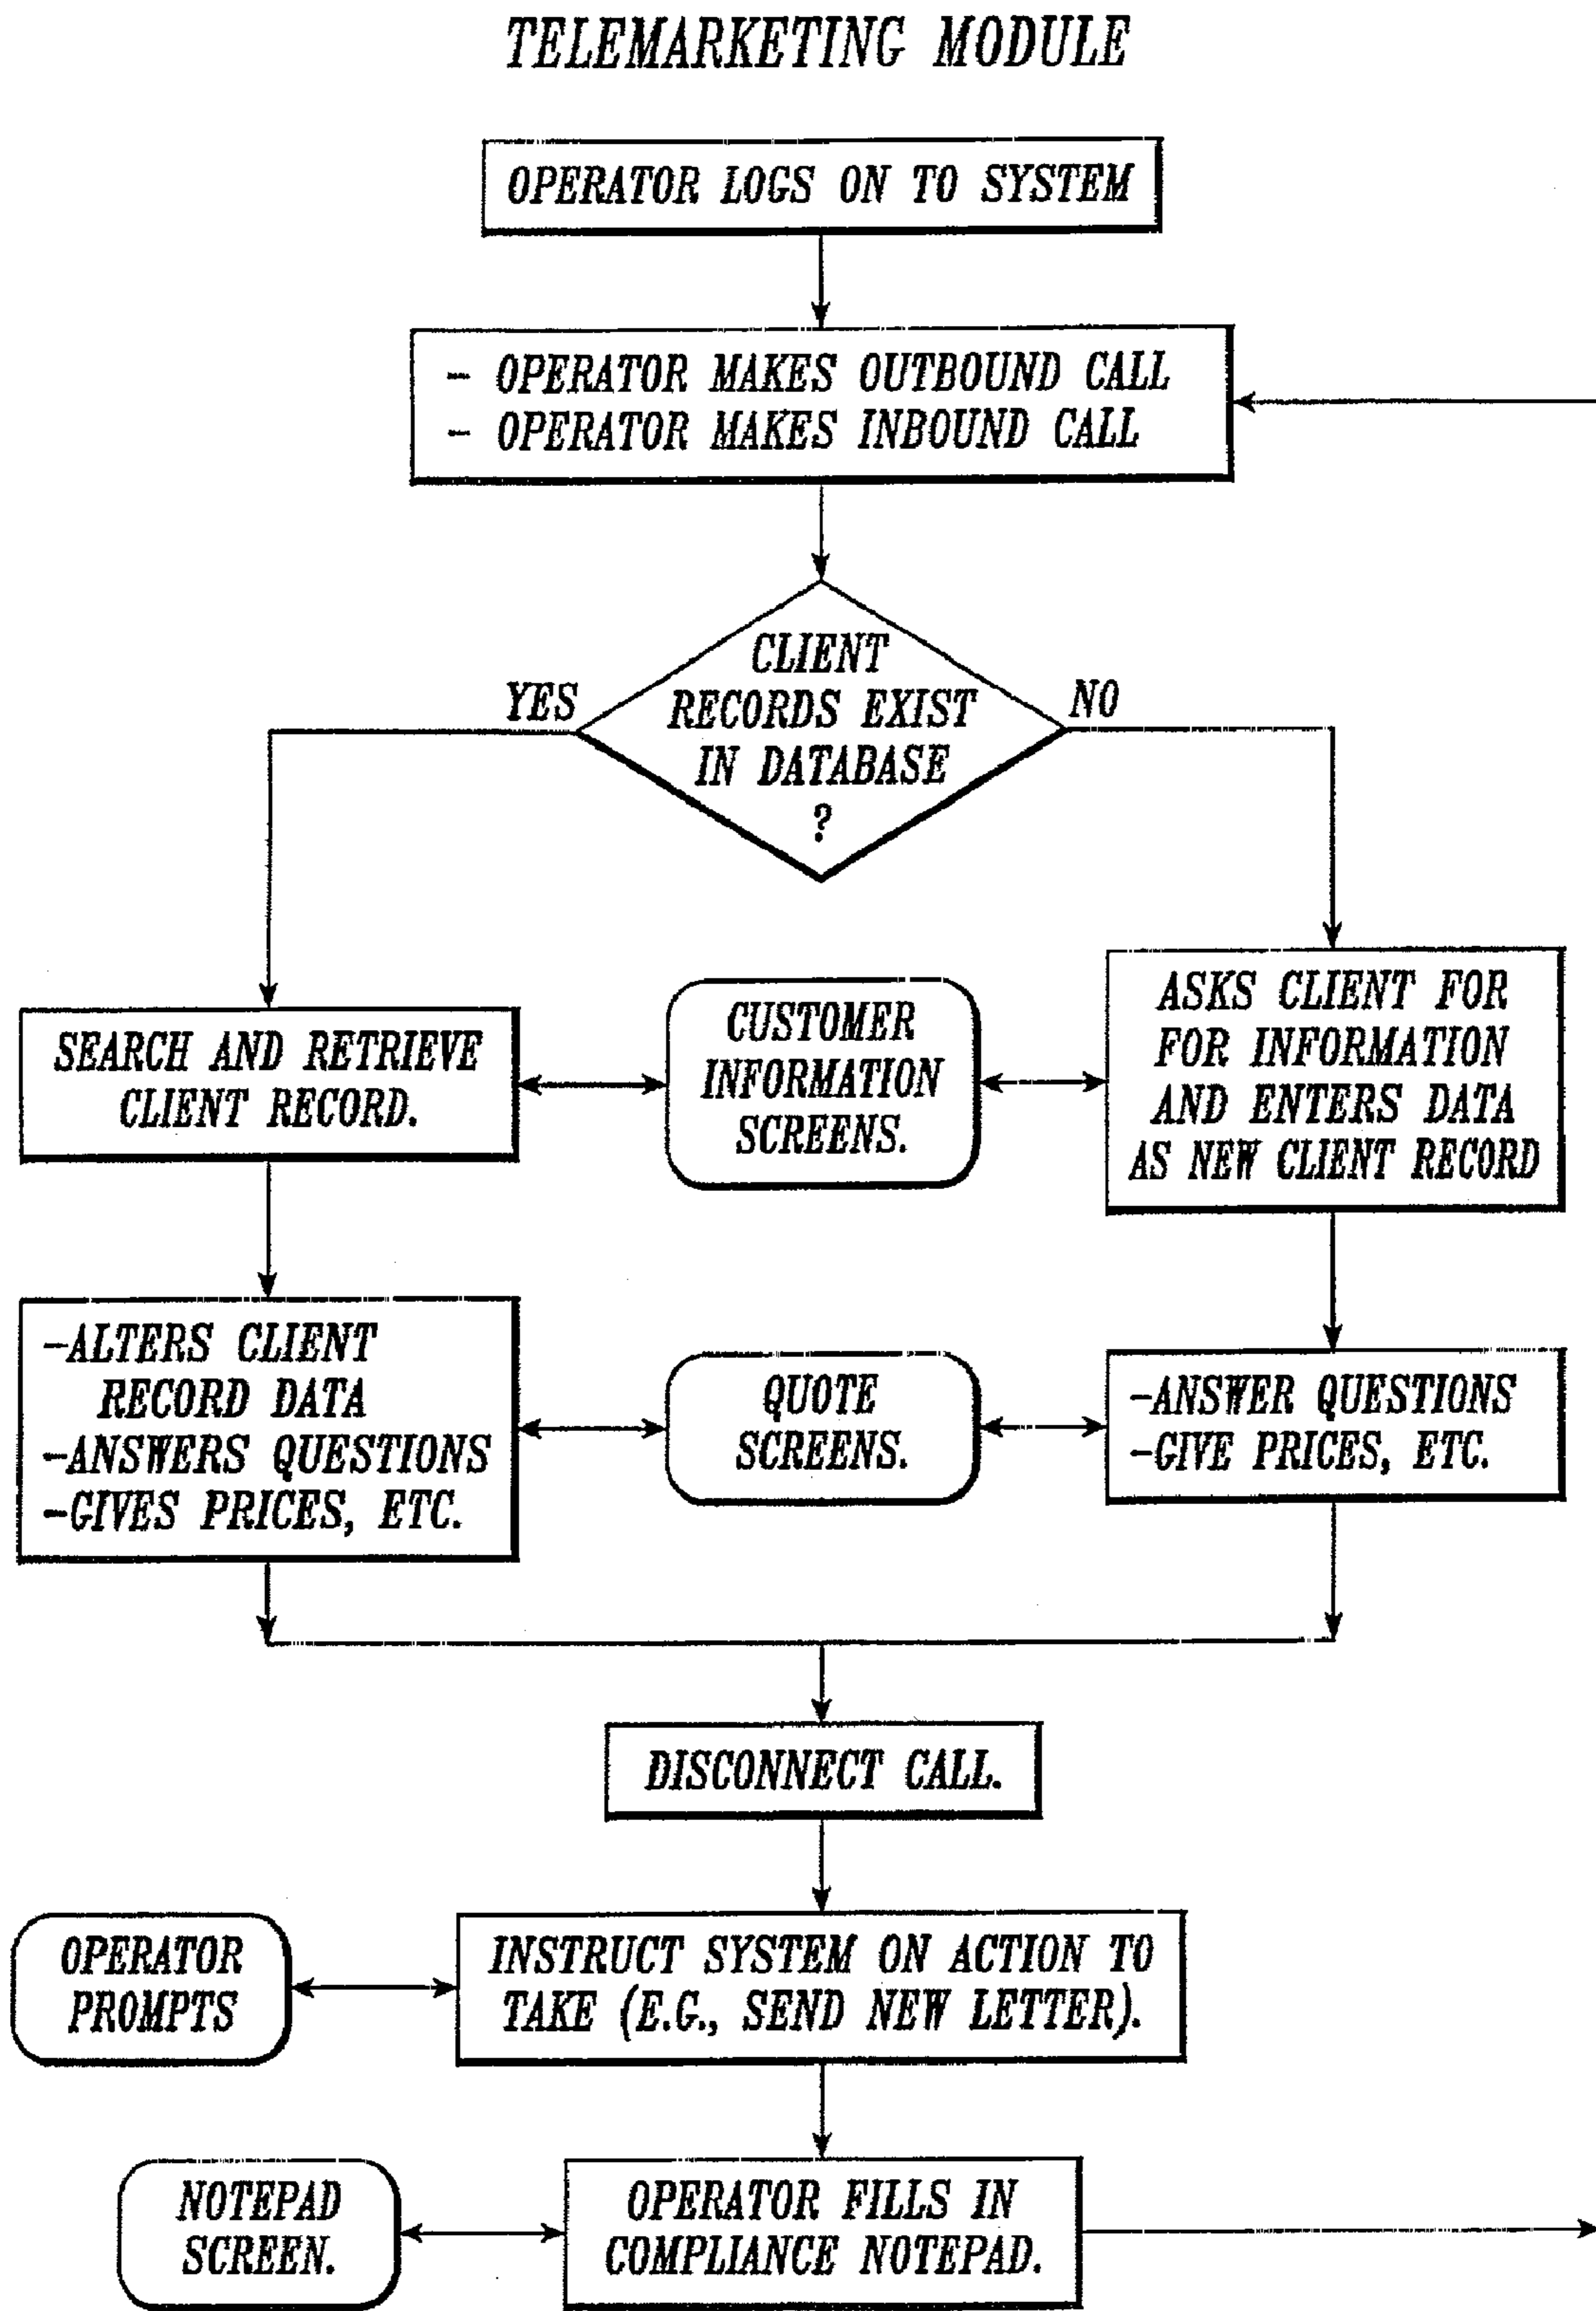 TELEMARKETING MODULE
OPERATOR LOGS ON TO SYSTEM
- OPERATOR MAKES OUTBOUND CALL
- OPERATOR MAKES INBOUND CALL
CLIENT
RECORDS EXIST
IN DATABASE
?
YES
NO
SEARCH AND RETRIEVE
CLIENT RECORD.
CUSTOMER
INFORMATION
SCREENS.
ASKS CLIENT FOR
FOR INFORMATION
AND ENTERS DATA
AS NEW CLIENT RECORD
-ALTERS CLIENT
RECORD DATA
-ANSWERS QUESTIONS
-GIVES PRICES, ETC.
QUOTE
SCREENS.
-ANSWER QUESTIONS
-GIVE PRICES, ETC.
DISCONNECT CALL.
OPERATOR
PROMPTS
INSTRUCT SYSTEM ON ACTION TO
TAKE (E.G., SEND NEW LETTER).
NOTEPAD
SCREEN.
OPERATOR FILLS IN
COMPLIANCE NOTEPAD.